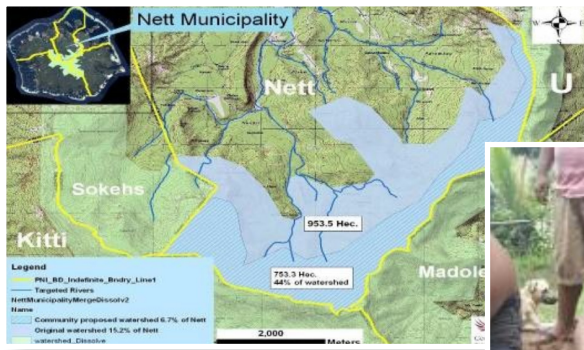 Nett Municipality
W
E
Nett
U
Sokehs
953.5 Hec.
Kitti
753.3 Hec.
44% of watershed
Madole
Legend
PNI_BD_Indefinite_Bndry_Line1
Targeted Rivers
NettMunicipalityMergeDissolv2
Name
Community proposed watershed 6.7% of Nett
Original watershed 15.2% of Nett
watershed_Dissolve
2,000
Meters